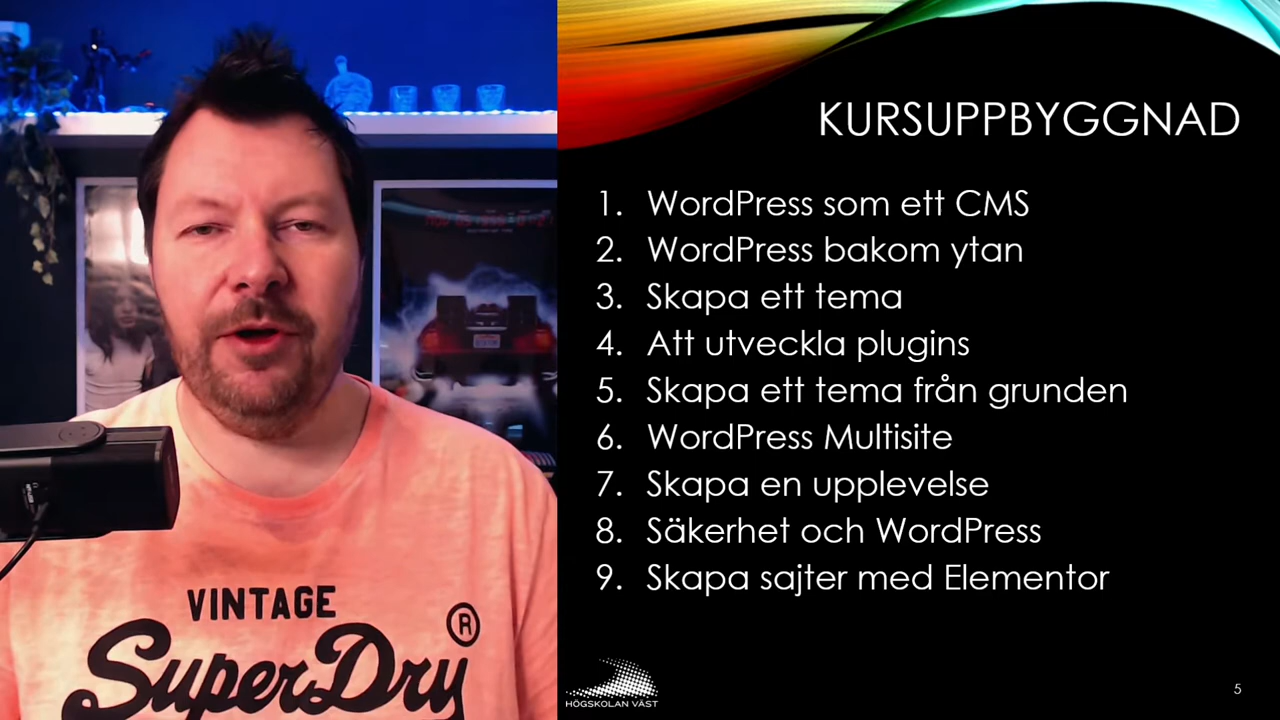 KURSUPPBYGGNAD
1. WordPress som ett CMS
2. WordPress bakom ytan
3. Skapa ett tema
4. Att utveckla plugins
5. Skapa ett tema från grunden
6. WordPress Multisite
7. Skapa en upplevelse
8. Säkerhet och WordPress
9. Skapa sajter med Elementor
VINTAGE
SuperDry ®
HÖGSKOLAN VÄST
5